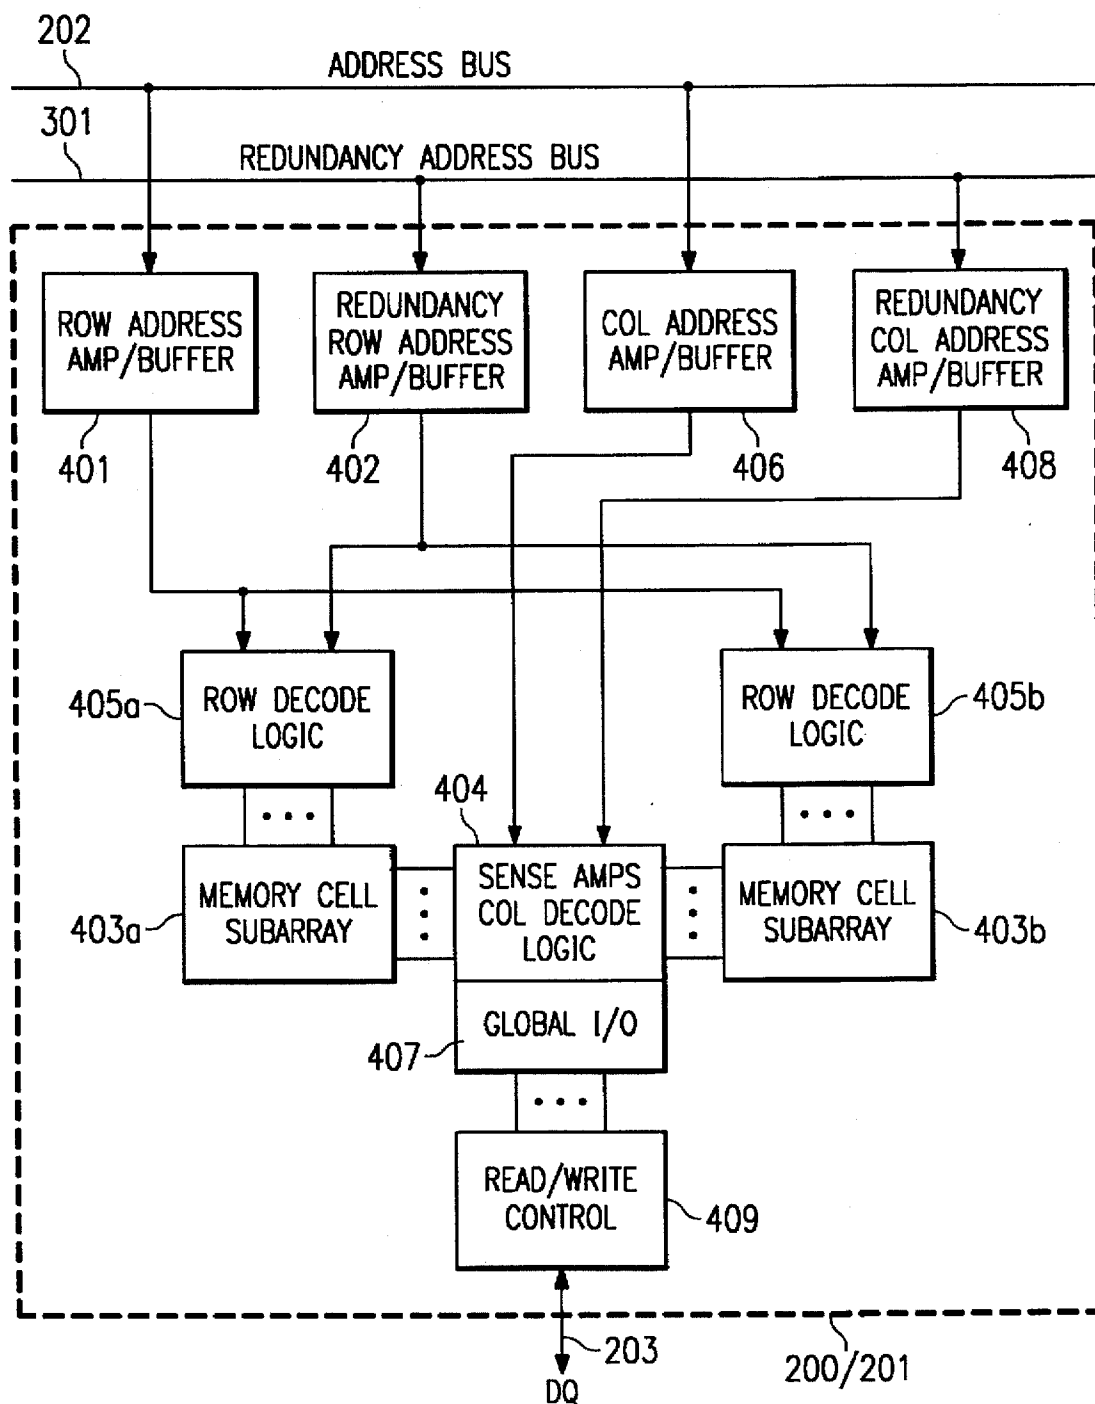 202
ADDRESS BUS
301
REDUNDANCY ADDRESS BUS
ROW ADDRESS
AMP/BUFFER
REDUNDANCY
ROW ADDRESS
AMP/BUFFER
COL ADDRESS
AMP/BUFFER
REDUNDANCY
COL ADDRESS
AMP/BUFFER
401
402
406
408
405a
ROW DECODE
LOGIC
ROW DECODE
LOGIC
405b
404
403a
MEMORY CELL
SUBARRAY
SENSE AMPS
COL DECODE
LOGIC
MEMORY CELL
SUBARRAY
403b
GLOBAL I/O
407
READ/WRITE
CONTROL
409
203
200/201
DQ